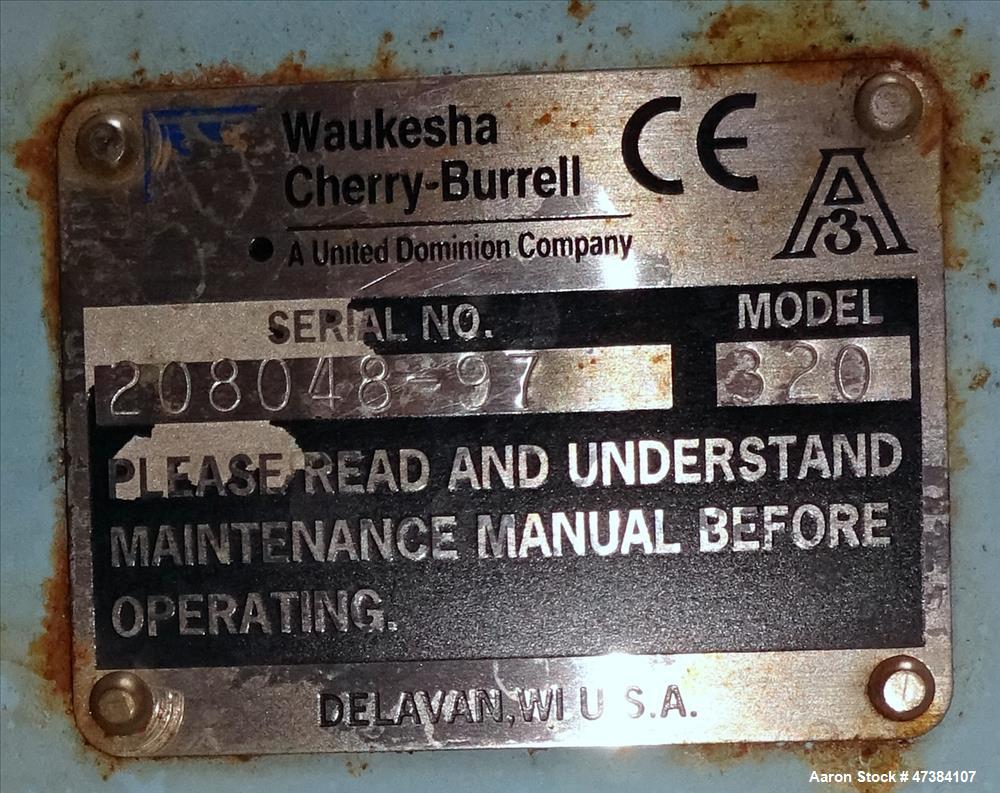 Waukesha
Cherry-Burrell
A United Dominion Company
CE
A
3
SERIAL NO.
208048-97
MODEL
320
PLEASE READ AND UNDERSTAND
MAINTENANCE MANUAL BEFORE
OPERATING.
DELAVAN, WI U.S.A.
Aaron Stock # 47384107